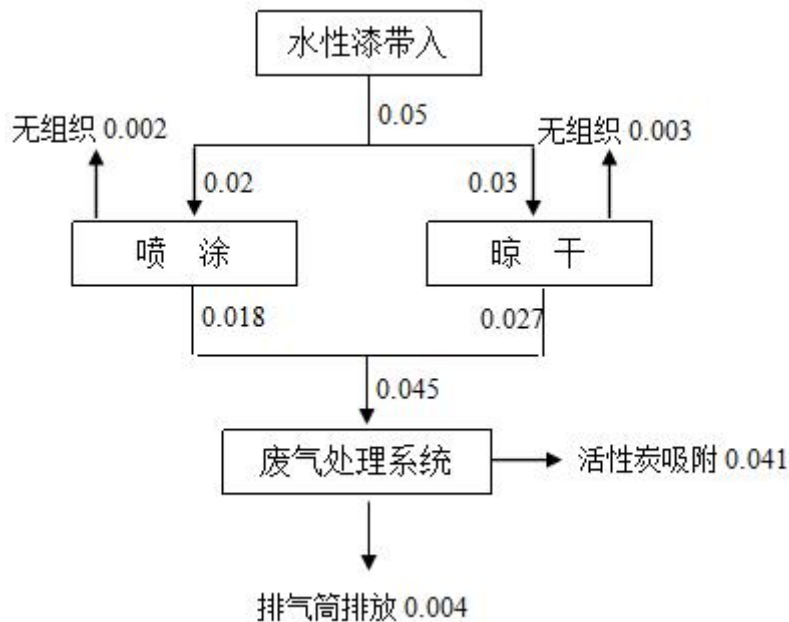 水性漆带入
0.05
无组织 0.002
无组织 0.003
0.02
0.03
喷 涂
晾 干
0.018
0.027
0.045
废气处理系统
活性炭吸附 0.041
排气筒排放 0.004